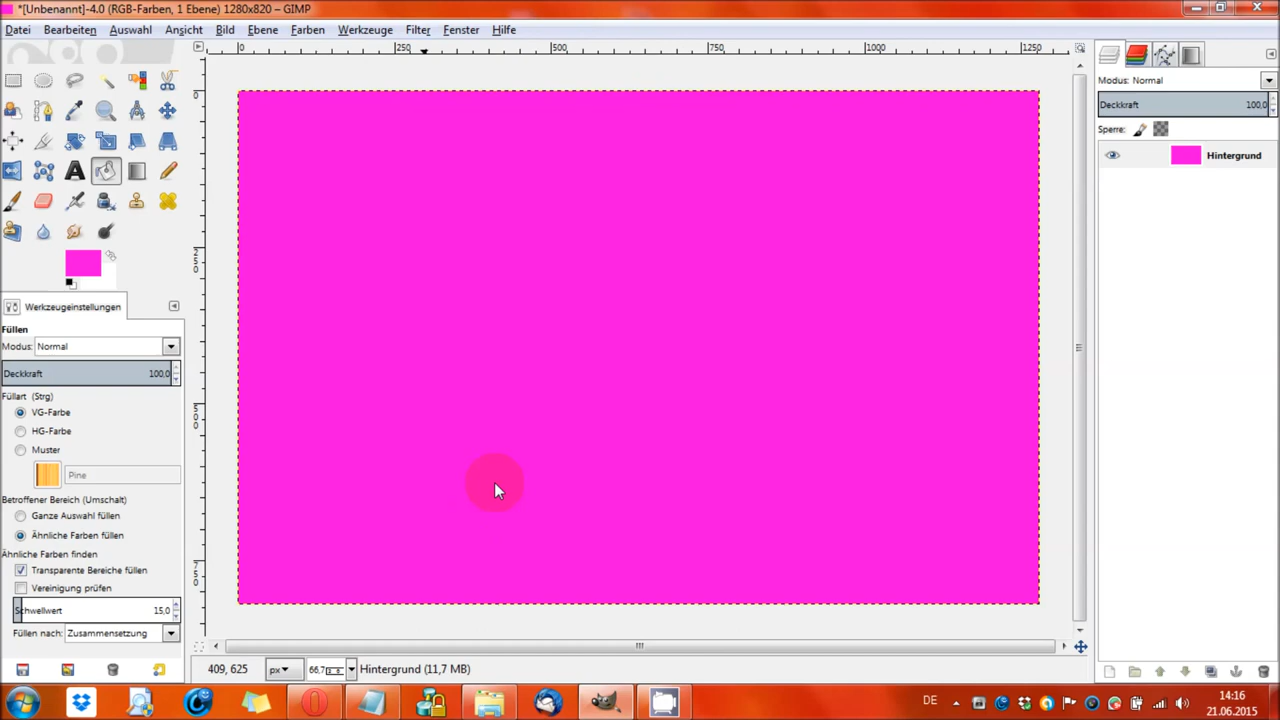 *[Unbenannt]-4.0 (RGB-Farben, 1 Ebene) 1280x820 – GIMP
Datei Bearbeiten Auswahl Ansicht Bild Ebene Farben Werkzeuge Filter Fenster Hilfe
0 250 500 750 1000 1250
0
250
500
750
Modus: Normal
Deckkraft 100,0
Sperre:
Hintergrund
Werkzeugeinstellungen
Füllen
Modus: Normal
Deckkraft 100,0
Füllart (Strg)
VG-Farbe
HG-Farbe
Muster
Pine
Betroffener Bereich (Umschalt)
Ganze Auswahl füllen
Ähnliche Farben füllen
Ähnliche Farben finden
Transparente Bereiche füllen
Vereinigung prüfen
Schwellwert 15,0
Füllen nach: Zusammensetzung
409, 625 px 66,7 Hintergrund (11,7 MB)
DE
14:16
21.06.2015